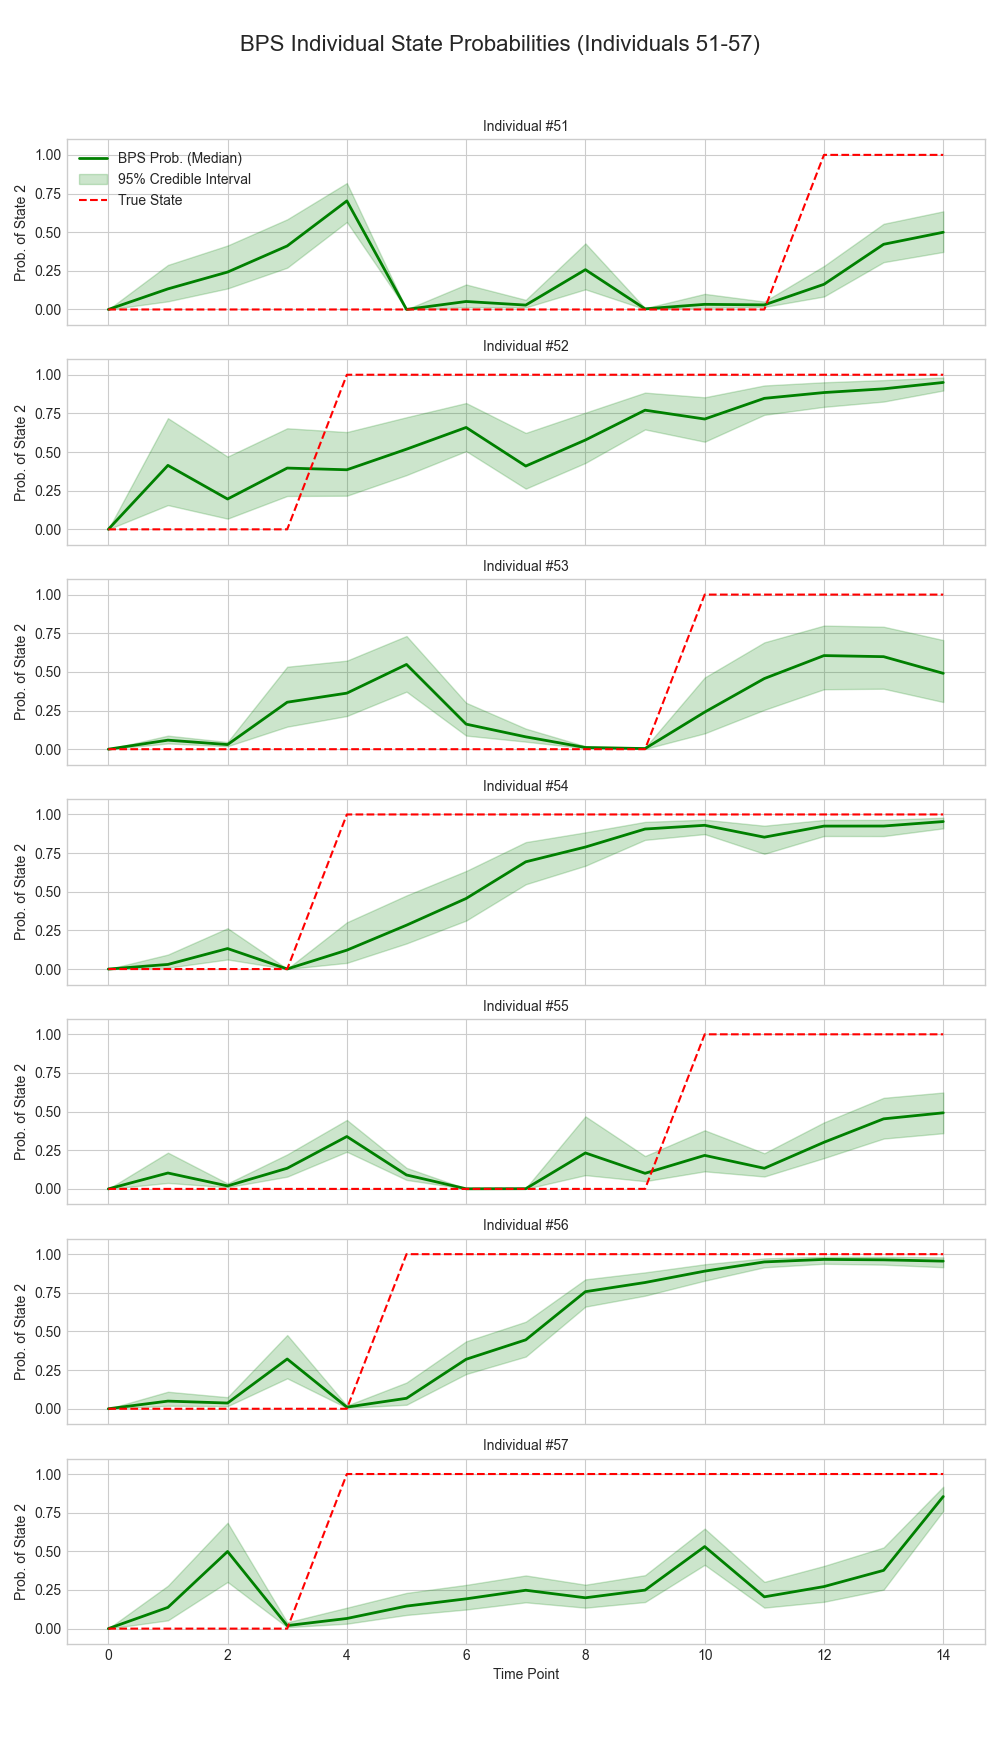 BPS Individual State Probabilities (Individuals 51-57)
Individual #51
BPS Prob. (Median)
95% Credible Interval
True State
1.00
0.75
0.50
0.25
0.00
Prob. of State 2
Individual #52
1.00
0.75
0.50
0.25
0.00
Prob. of State 2
Individual #53
1.00
0.75
0.50
0.25
0.00
Prob. of State 2
Individual #54
1.00
0.75
0.50
0.25
0.00
Prob. of State 2
Individual #55
1.00
0.75
0.50
0.25
0.00
Prob. of State 2
Individual #56
1.00
0.75
0.50
0.25
0.00
Prob. of State 2
Individual #57
1.00
0.75
0.50
0.25
0.00
Prob. of State 2
0 2 4 6 8 10 12 14
Time Point